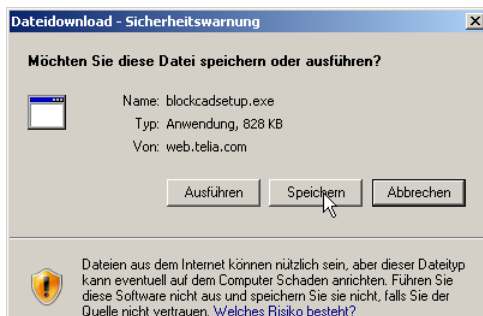 Dateidownload - Sicherheitswarnung
Möchten Sie diese Datei speichern oder ausführen?
Name: blockcadsetup.exe
Typ: Anwendung, 828 KB
Von: web.telia.com
Ausführen Speichern Abbrechen
Dateien aus dem Internet können nützlich sein, aber dieser Dateityp
kann eventuell auf dem Computer Schaden anrichten. Führen Sie
diese Software nicht aus und speichern Sie sie nicht, falls Sie der
Quelle nicht vertrauen. Welches Risiko besteht?